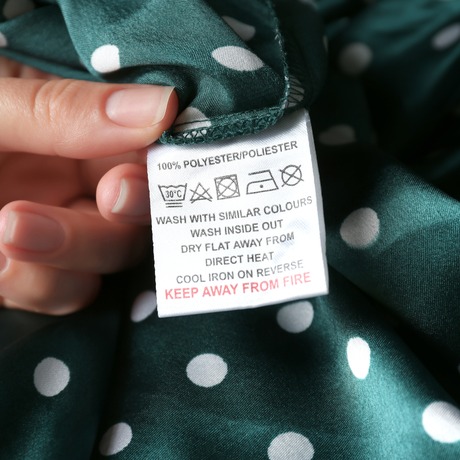 100% POLYESTER/POLIESTER
30°C
WASH WITH SIMILAR COLOURS
WASH INSIDE OUT
DRY FLAT AWAY FROM
DIRECT HEAT
COOL IRON ON REVERSE
KEEP AWAY FROM FIRE